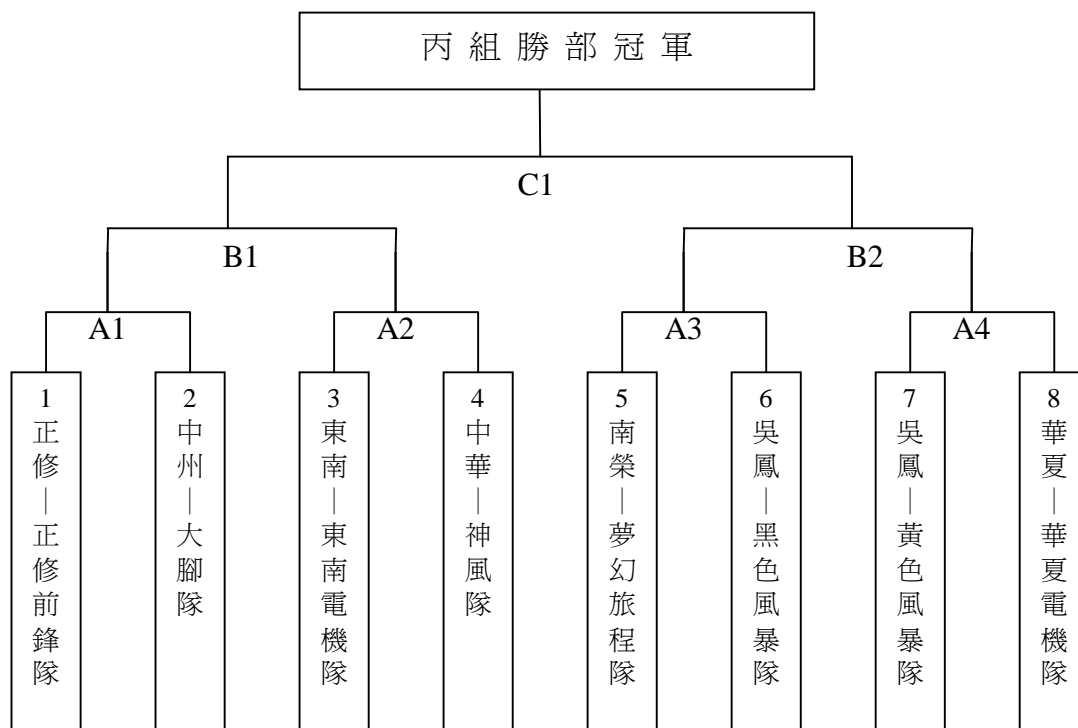 丙組勝部冠軍
C1
B1
B2
A1
A2
A3
A4
1正修—正修前鋒隊
2中州—大腳隊
3東南—東南電機隊
4中華—神風隊
5南榮—夢幻旅程隊
6吳鳳—黑色風暴隊
7吳鳳—黃色風暴隊
8華夏—華夏電機隊